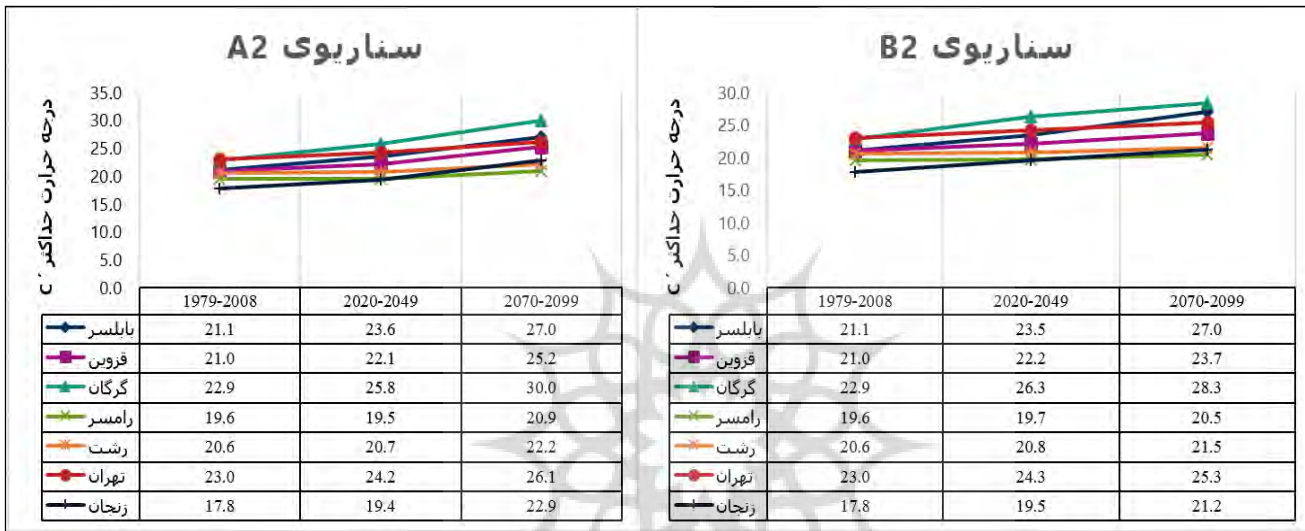 سناریوی A2
درجه حرارت حداکثر C°
35.0
30.0
25.0
20.0
15.0
10.0
5.0
0.0
1979-2008 2020-2049 2070-2099
بابلسر 21.1 23.6 27.0
قزوین 21.0 22.1 25.2
گرگان 22.9 25.8 30.0
رامسر 19.6 19.5 20.9
رشت 20.6 20.7 22.2
تهران 23.0 24.2 26.1
زنجان 17.8 19.4 22.9
سناریوی B2
درجه حرارت حداکثر C°
30.0
25.0
20.0
15.0
10.0
5.0
0.0
1979-2008 2020-2049 2070-2099
بابلسر 21.1 23.5 27.0
قزوین 21.0 22.2 23.7
گرگان 22.9 26.3 28.3
رامسر 19.6 19.7 20.5
رشت 20.6 20.8 21.5
تهران 23.0 24.3 25.3
زنجان 17.8 19.5 21.2